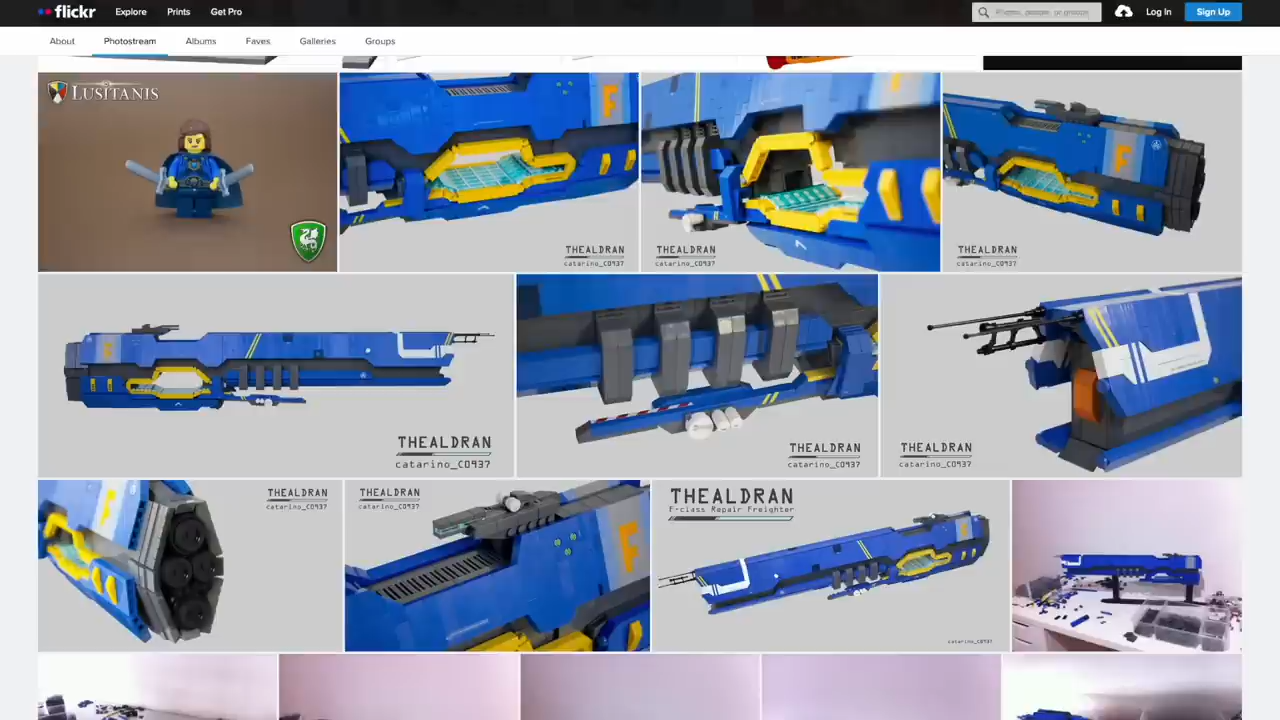 flickr
Explore
Prints
Get Pro
Log In
Sign Up
About
Photostream
Albums
Faves
Galleries
Groups
LUSITANIS
F
THEALDRAN
catarino_C0937
THEALDRAN
catarino_C0937
F
THEALDRAN
catarino_C0937
THEALDRAN
catarino_C0937
THEALDRAN
catarino_C0937
THEALDRAN
catarino_C0937
THEALDRAN
catarino_C0937
THEALDRAN
catarino_C0937
F
THEALDRAN
F-class Repair Freighter
catarino_C0937